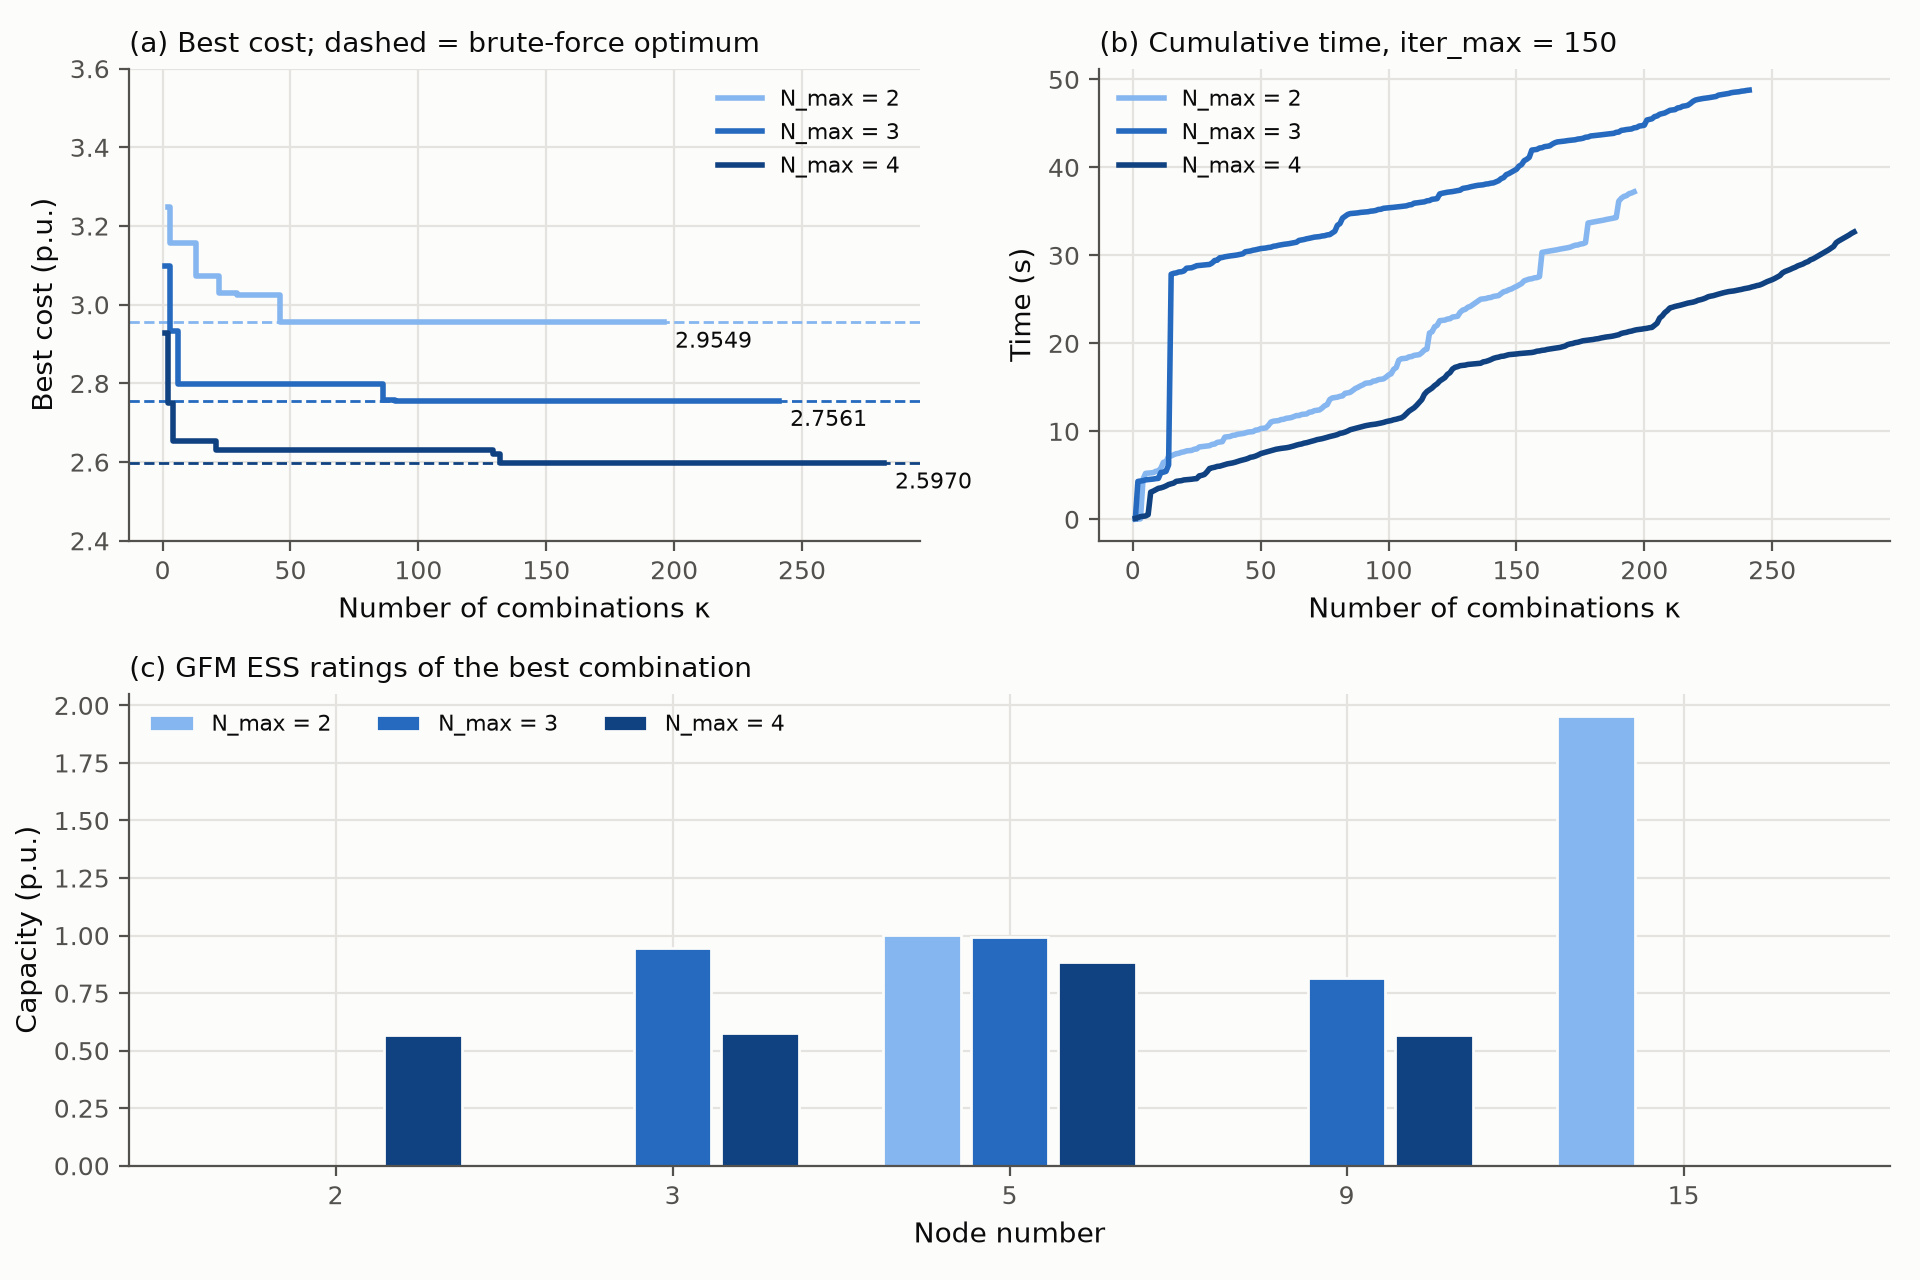 (a) Best cost; dashed = brute-force optimum
3.6
3.4
3.2
3.0
2.8
2.6
2.4
Best cost (p.u.)
N_max = 2
N_max = 3
N_max = 4
2.9549
2.7561
2.5970
0 50 100 150 200 250
Number of combinations κ
(b) Cumulative time, iter_max = 150
50
40
30
20
10
0
Time (s)
N_max = 2
N_max = 3
N_max = 4
0 50 100 150 200 250
Number of combinations κ
(c) GFM ESS ratings of the best combination
2.00
1.75
1.50
1.25
1.00
0.75
0.50
0.25
0.00
Capacity (p.u.)
N_max = 2 N_max = 3 N_max = 4
2 3 5 9 15
Node number